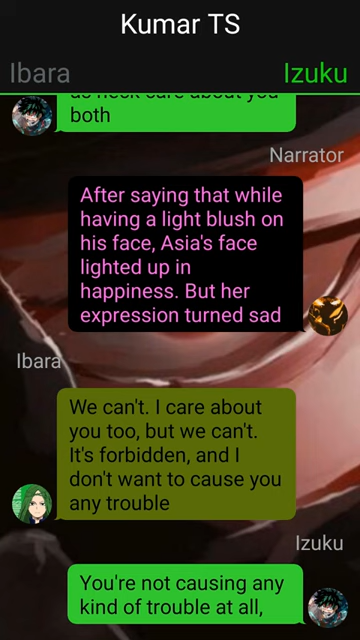 Kumar TS
Ibara
Izuku
both
Narrator
After saying that while
having a light blush on
his face, Asia's face
lighted up in
happiness. But her
expression turned sad
Ibara
We can't. I care about
you too, but we can't.
It's forbidden, and I
don't want to cause you
any trouble
Izuku
You're not causing any
kind of trouble at all,